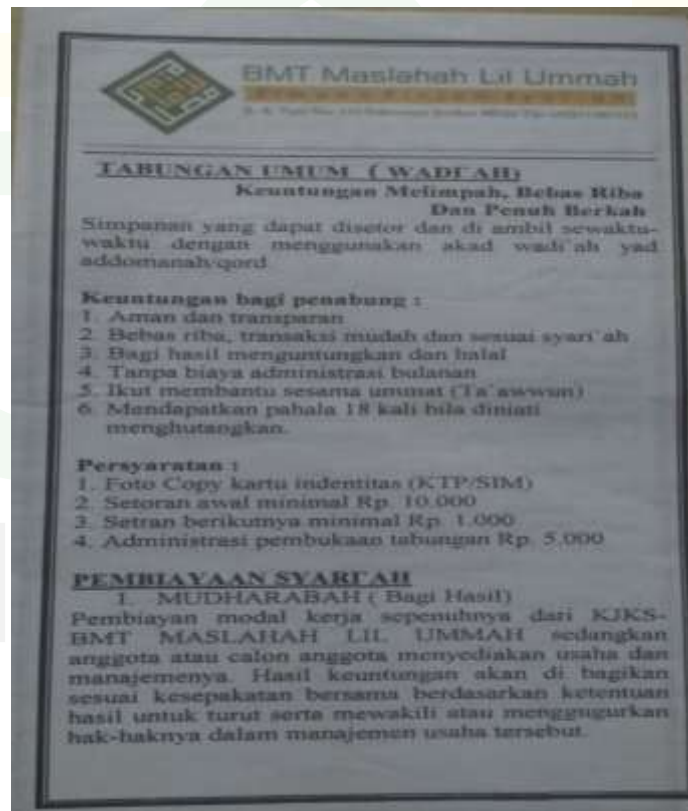 BMT Maslahah Lil Ummah
TABUNGAN UMUM ( WADI`AH)
Keuntungan Melimpah, Bebas Riba
Dan Penuh Berkah
Simpanan yang dapat disetor dan di ambil sewaktu-
waktu dengan menggunakan akad wadi`ah yad
addomanah/qord
Keuntungan bagi penabung :
1. Aman dan transparan
2. Bebas riba, transaksi mudah dan sesuai syari`ah
3. Bagi hasil menguntungkan dan halal
4. Tanpa biaya administrasi bulanan
5. Ikut membantu sesama ummat (Ta`awwun)
6. Mendapatkan pahala 18 kali bila diniati
menghutangkan.
Persyaratan :
1. Foto Copy kartu indentitas (KTP/SIM)
2. Setoran awal minimal Rp. 10.000
3. Setran berikutnya minimal Rp. 1.000
4. Administrasi pembukaan tabungan Rp. 5.000
PEMBIAYAAN SYARI`AH
1. MUDHARABAH ( Bagi Hasil)
Pembiayan modal kerja sepenuhnya dari KJKS-
BMT MASLAHAH LIL UMMAH sedangkan
anggota atau calon anggota menyediakan usaha dan
manajemenya. Hasil keuntungan akan di bagikan
sesuai kesepakatan bersama berdasarkan ketentuan
hasil untuk turut serta mewakili atau menggugurkan
hak-haknya dalam manajemen usaha tersebut.